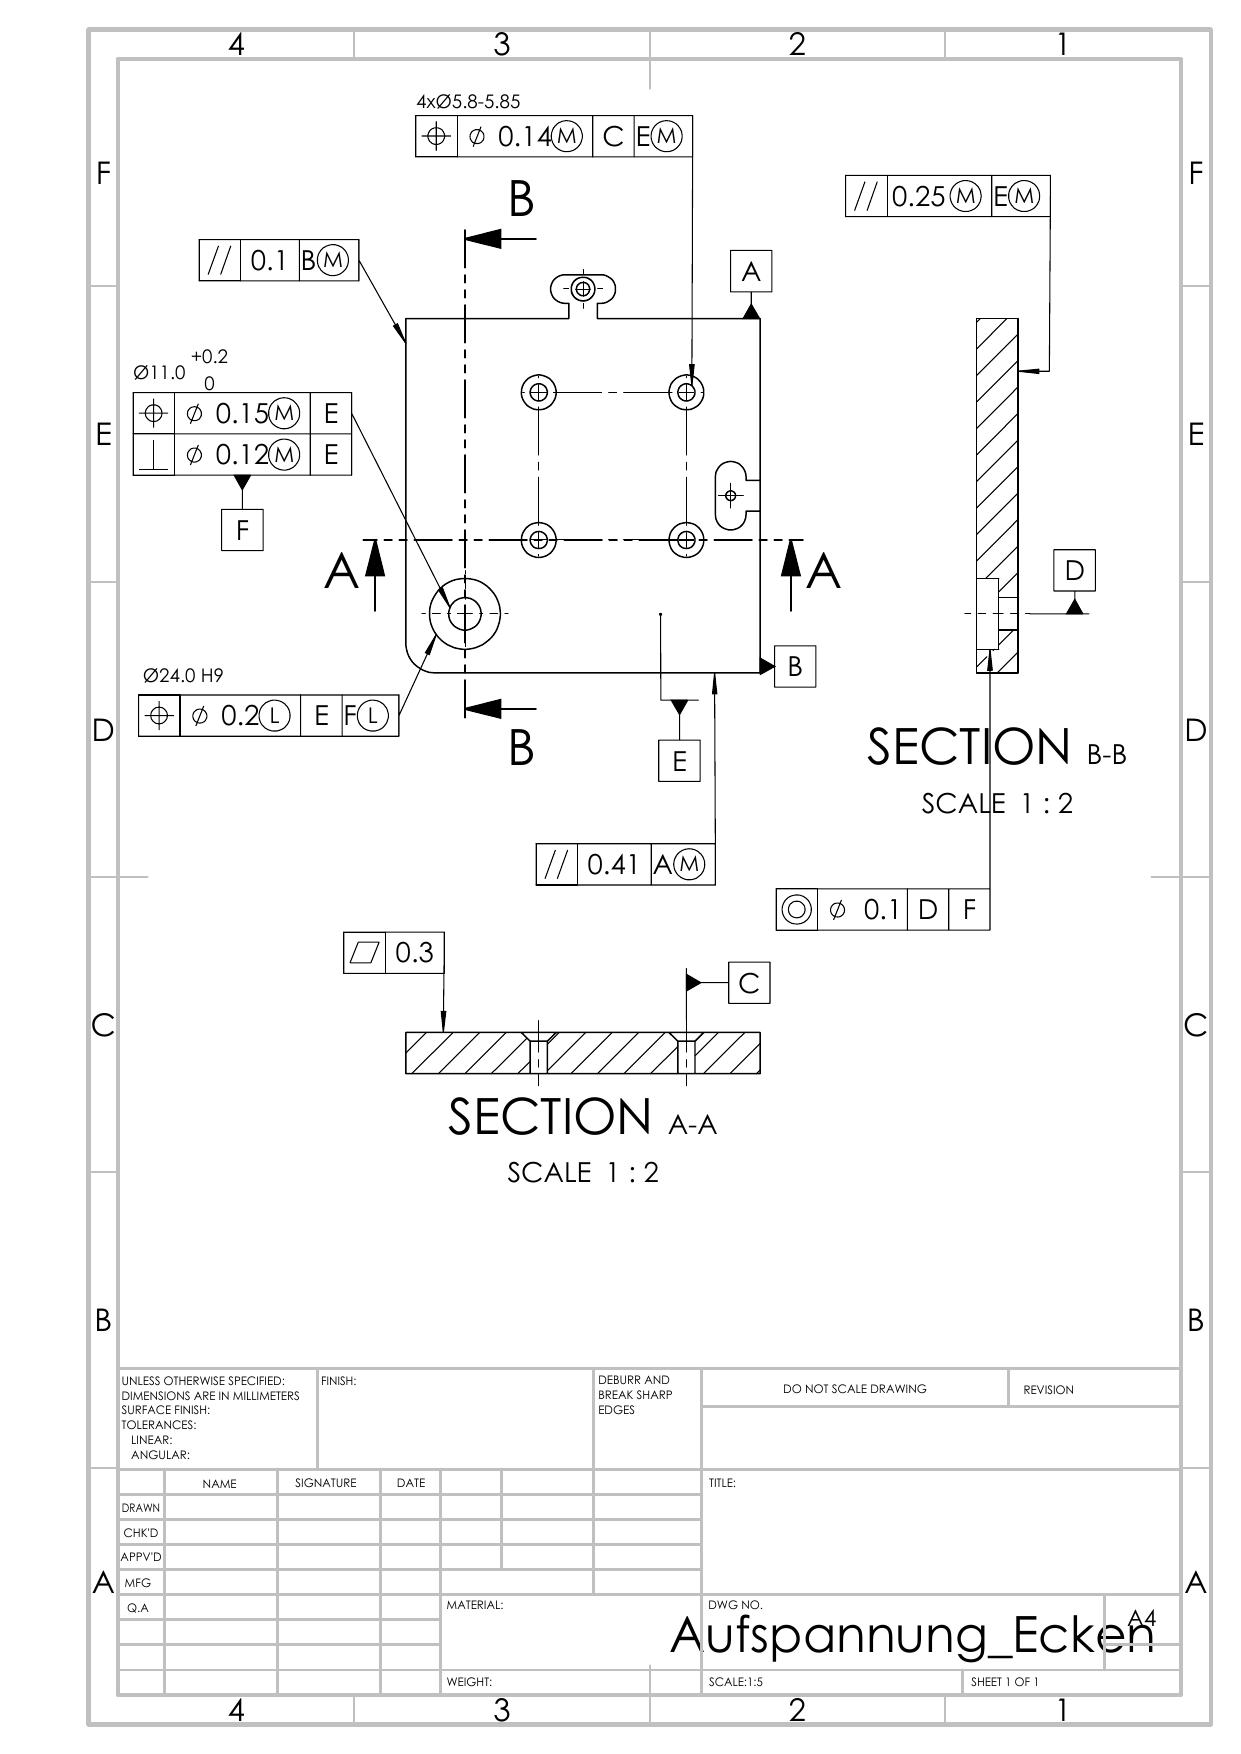 4 3 2 1
4xØ5.8-5.85
⌖ ⌀ 0.14Ⓜ C EⓂ
F F
B
// 0.25Ⓜ EⓂ
// 0.1 BⓂ
A
Ø11.0 +0.2
0
⌖ ⌀ 0.15Ⓜ E
E E
⟂ ⌀ 0.12Ⓜ E
F
A A
D
B
Ø24.0 H9
⌖ ⌀ 0.2Ⓛ E FⓁ
D D
B
E
SECTION B-B
SCALE 1 : 2
// 0.41 AⓂ
◎ ⌀ 0.1 D F
⏥ 0.3
C
C C
SECTION A-A
SCALE 1 : 2
B B
UNLESS OTHERWISE SPECIFIED:
DIMENSIONS ARE IN MILLIMETERS
SURFACE FINISH:
TOLERANCES:
LINEAR:
ANGULAR:
FINISH:
DEBURR AND
BREAK SHARP
EDGES
DO NOT SCALE DRAWING
REVISION
NAME SIGNATURE DATE
TITLE:
DRAWN
CHK'D
APPV'D
MFG
A A
Q.A
MATERIAL:
DWG NO.
Aufspannung_Ecken
A4
WEIGHT:
SCALE:1:5
SHEET 1 OF 1
4 3 2 1